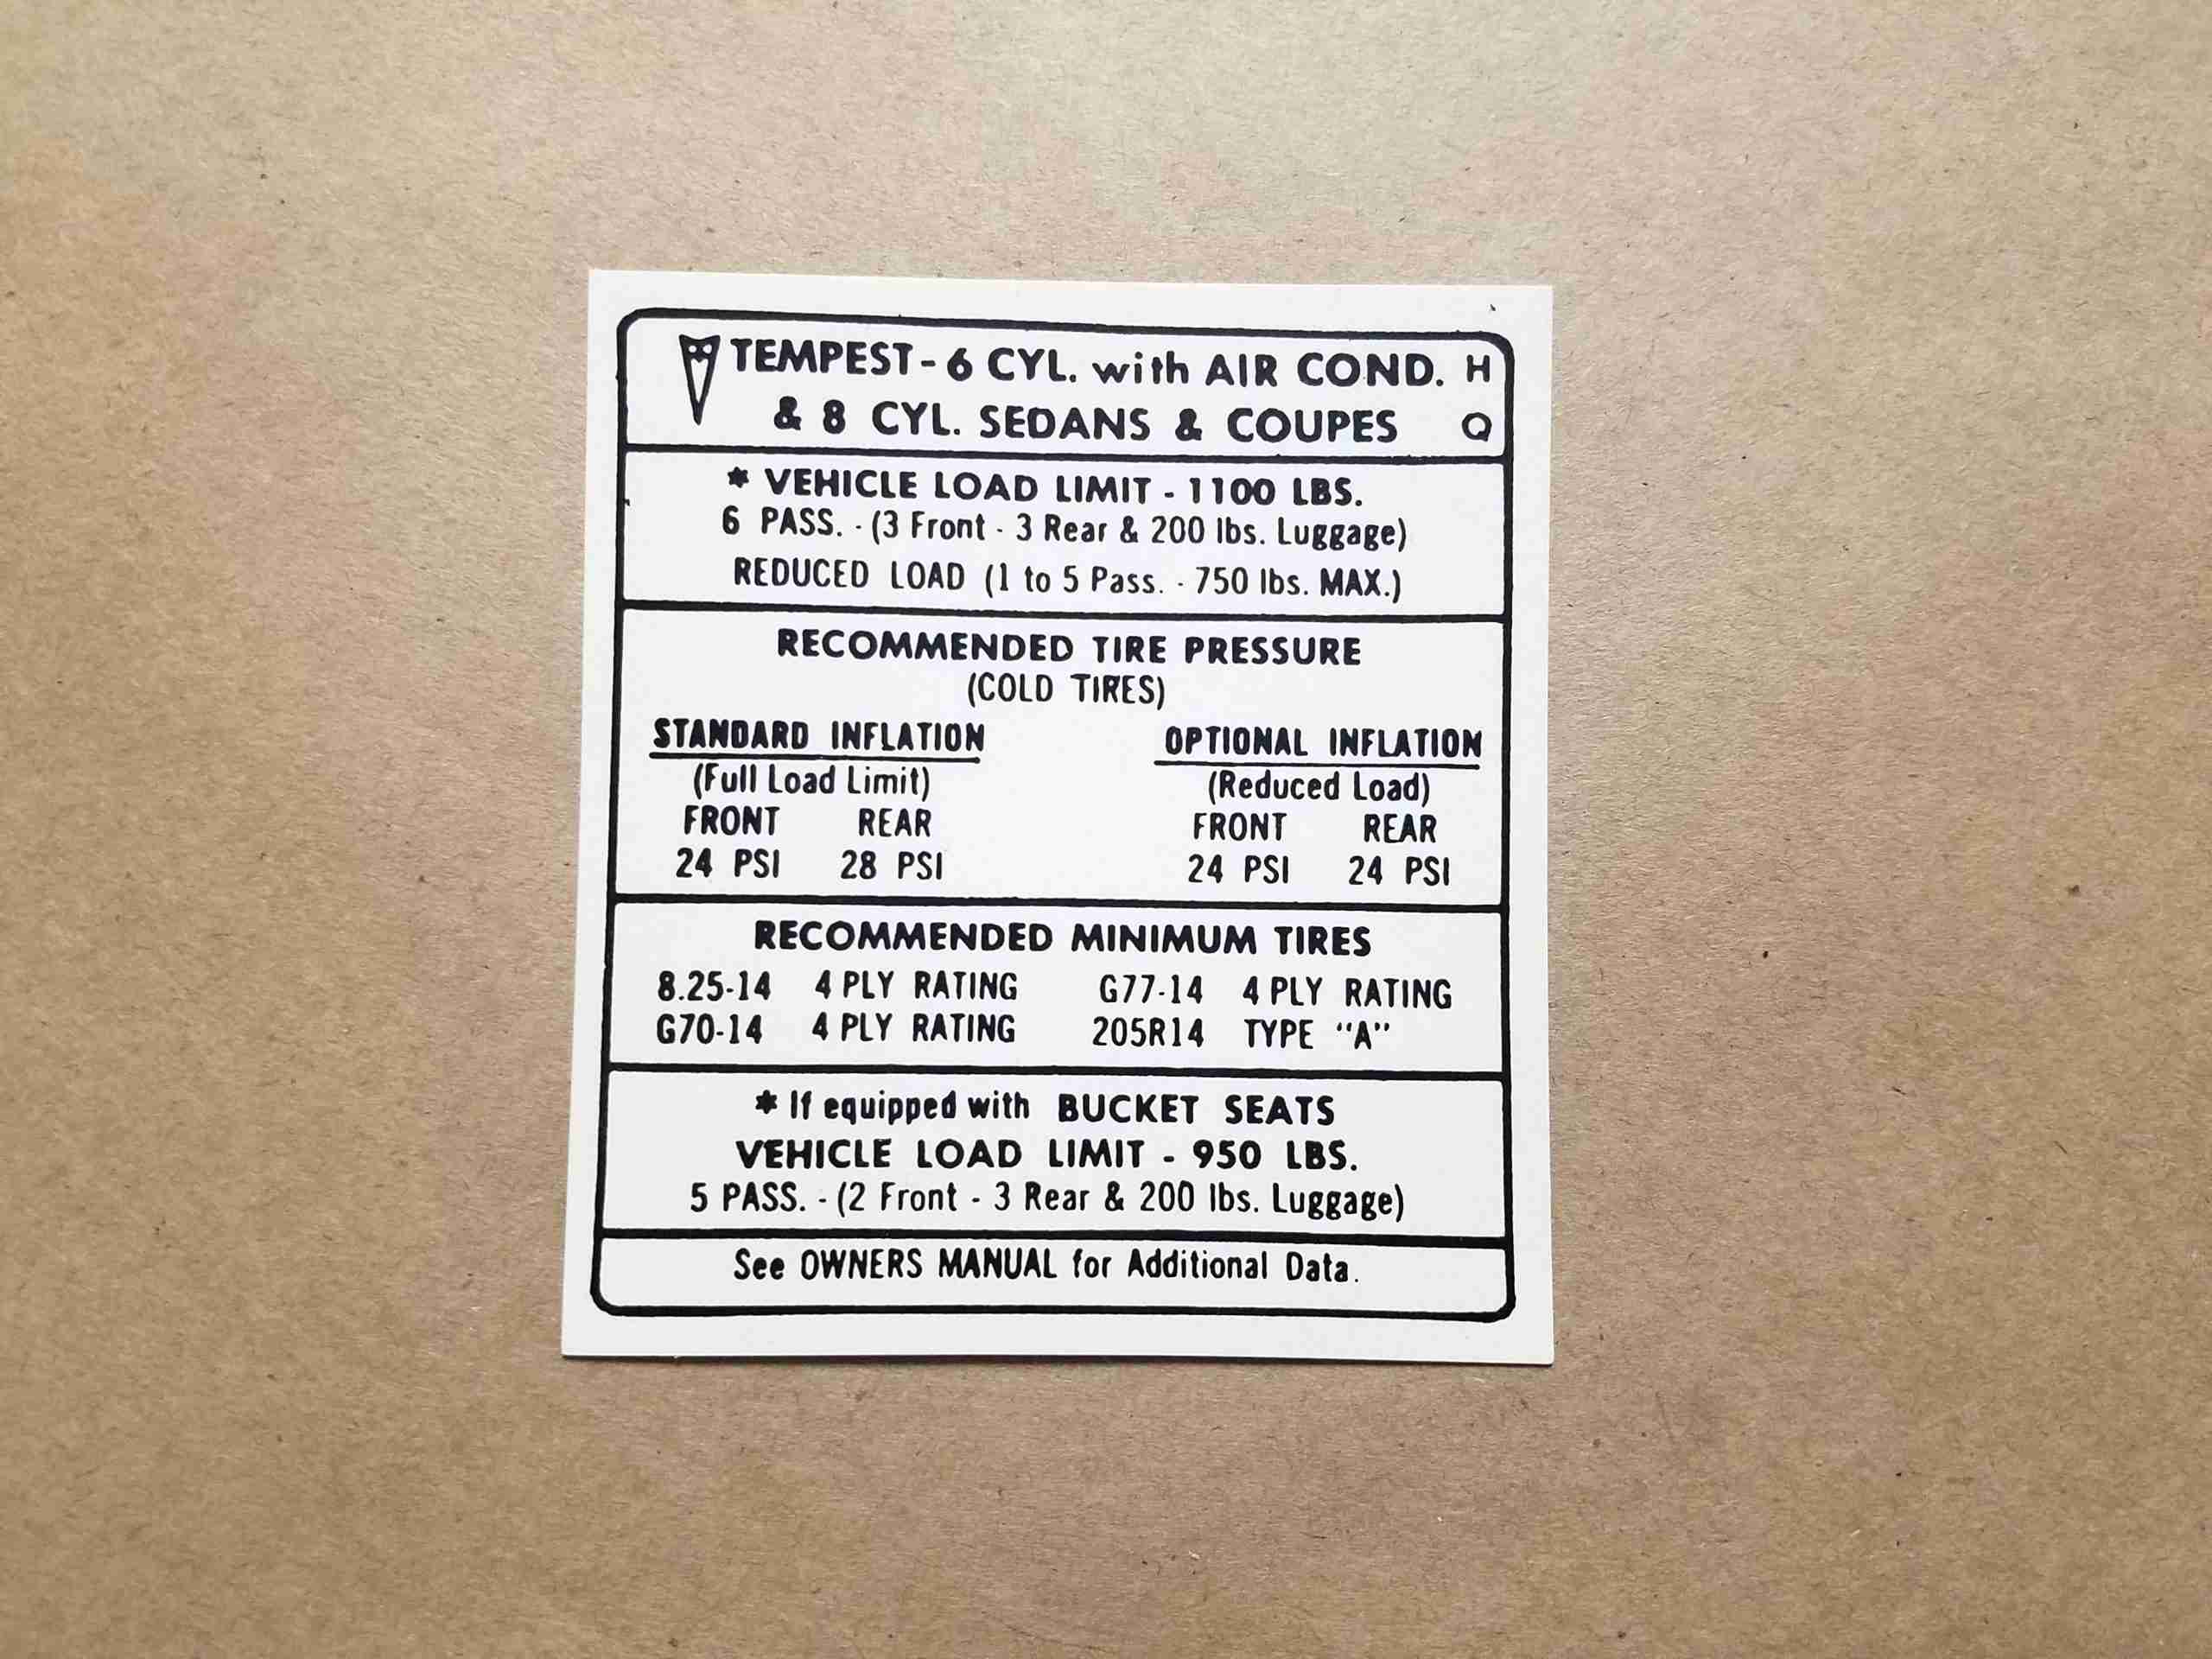 TEMPEST - 6 CYL. with AIR COND. H
& 8 CYL. SEDANS & COUPES Q
* VEHICLE LOAD LIMIT - 1100 LBS.
6 PASS. - (3 Front - 3 Rear & 200 lbs. Luggage)
REDUCED LOAD (1 to 5 Pass. - 750 lbs. MAX.)
RECOMMENDED TIRE PRESSURE
(COLD TIRES)
STANDARD INFLATION OPTIONAL INFLATION
(Full Load Limit) (Reduced Load)
FRONT REAR FRONT REAR
24 PSI 28 PSI 24 PSI 24 PSI
RECOMMENDED MINIMUM TIRES
8.25-14 4 PLY RATING G77-14 4 PLY RATING
G70-14 4 PLY RATING 205R14 TYPE "A"
* If equipped with BUCKET SEATS
VEHICLE LOAD LIMIT - 950 LBS.
5 PASS. - (2 Front - 3 Rear & 200 lbs. Luggage)
See OWNERS MANUAL for Additional Data.